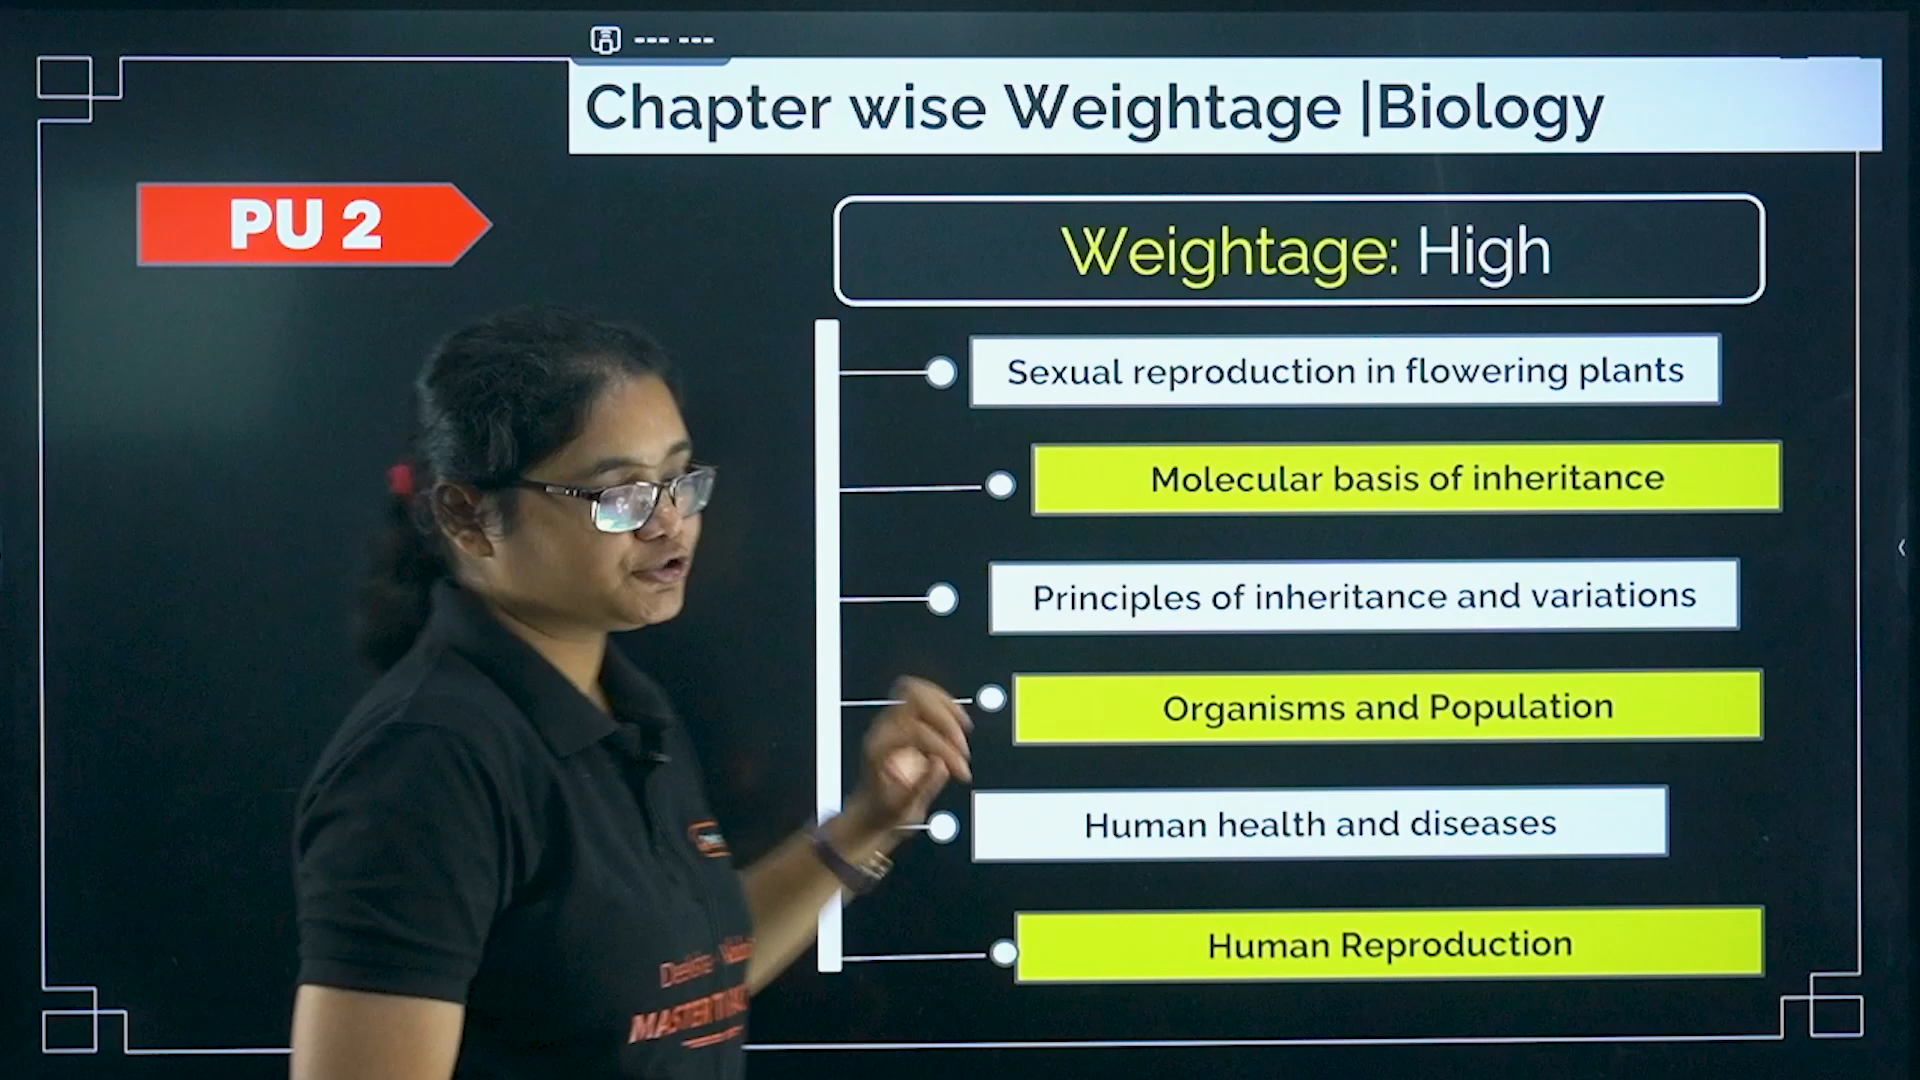 --- ---
Chapter wise Weightage |Biology
PU 2
Weightage: High
Sexual reproduction in flowering plants
Molecular basis of inheritance
Principles of inheritance and variations
Organisms and Population
Human health and diseases
Human Reproduction
MASTER